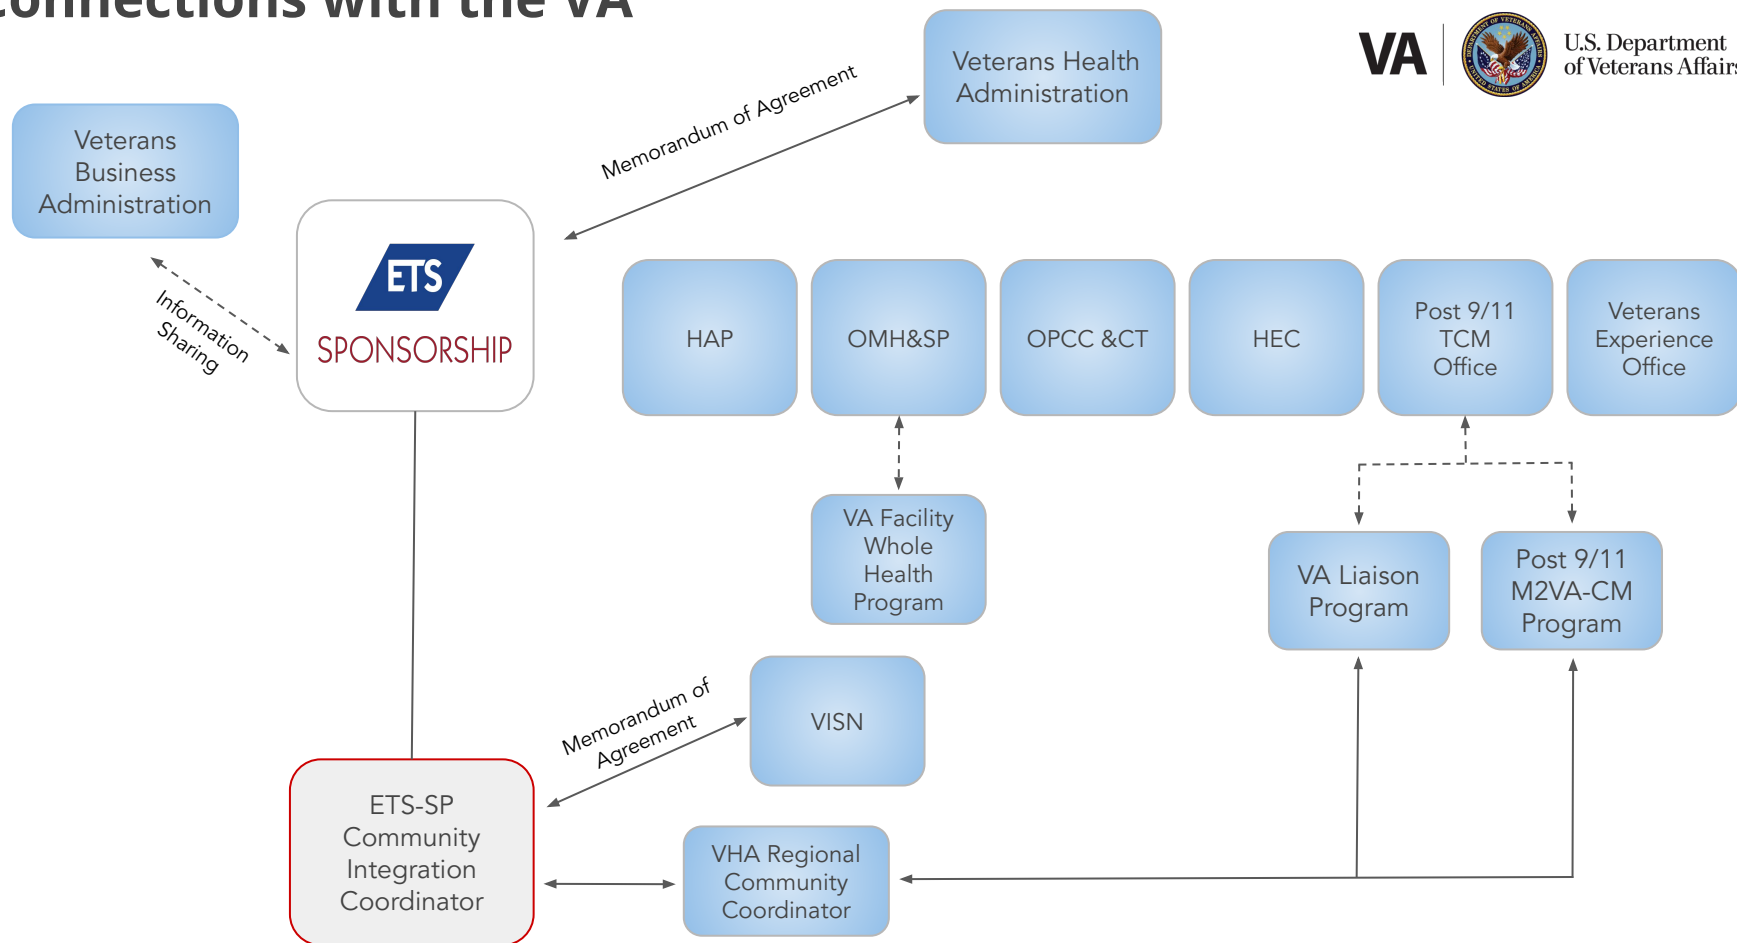 connections with the VA
VA
U.S. Department
of Veterans Affairs
Veterans Health
Administration
Memorandum of Agreement
Veterans
Business
Administration
ETS
SPONSORSHIP
Information
Sharing
HAP
OMH&SP
OPCC &CT
HEC
Post 9/11
TCM
Office
Veterans
Experience
Office
VA Facility
Whole
Health
Program
VA Liaison
Program
Post 9/11
M2VA-CM
Program
Memorandum of
Agreement
VISN
ETS-SP
Community
Integration
Coordinator
VHA Regional
Community
Coordinator